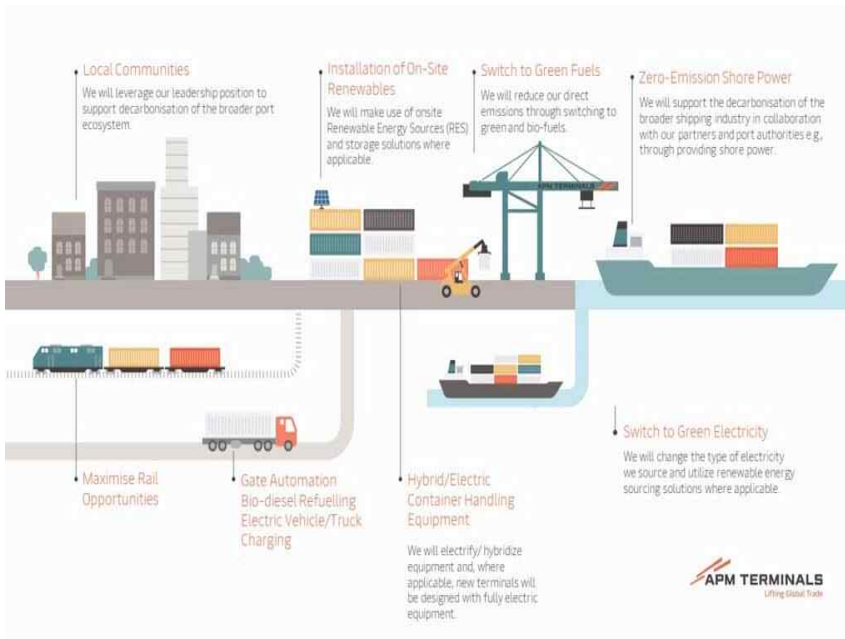 Local Communities
We will leverage our leadership position to
support decarbonisation of the broader port
ecosystem.
Installation of On-Site
Renewables
We will make use of onsite
Renewable Energy Sources (RES)
and storage solutions where
applicable.
Switch to Green Fuels
We will reduce our direct
emissions through switching to
green and bio-fuels.
Zero-Emission Shore Power
We will support the decarbonisation of the
broader shipping industry in collaboration
with our partners and port authorities e.g.,
through providing shore power.
APM TERMINALS
Maximise Rail
Opportunities
Gate Automation
Bio-diesel Refuelling
Electric Vehicle/Truck
Charging
Hybrid/Electric
Container Handling
Equipment
We will electrify/ hybridize
equipment and, where
applicable, new terminals will
be designed with fully electric
equipment.
Switch to Green Electricity
We will change the type of electricity
we source and utilize renewable energy
sourcing solutions where applicable.
APM TERMINALS
Lifting Global Trade